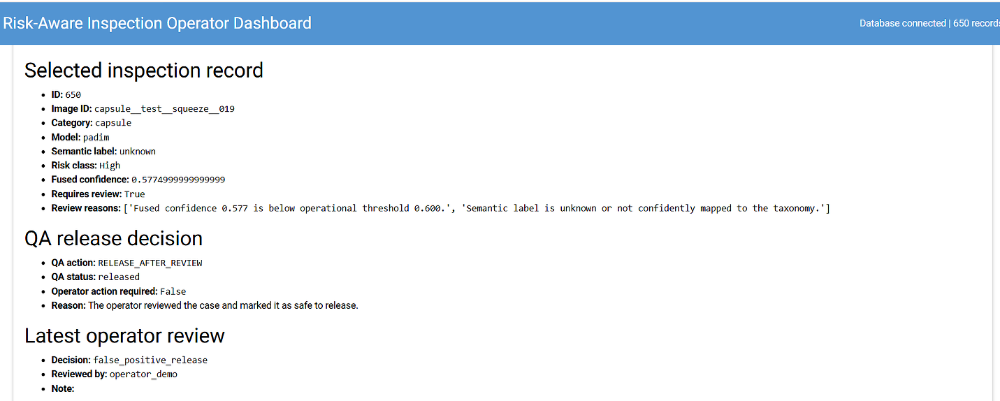 Risk-Aware Inspection Operator Dashboard
Database connected | 650 records
Selected inspection record
• ID: 650
• Image ID: capsule__test__squeeze__019
• Category: capsule
• Model: padim
• Semantic label: unknown
• Risk class: High
• Fused confidence: 0.5774999999999999
• Requires review: True
• Review reasons: ['Fused confidence 0.577 is below operational threshold 0.600.', 'Semantic label is unknown or not confidently mapped to the taxonomy.']
QA release decision
• QA action: RELEASE_AFTER_REVIEW
• QA status: released
• Operator action required: False
• Reason: The operator reviewed the case and marked it as safe to release.
Latest operator review
• Decision: false_positive_release
• Reviewed by: operator_demo
• Note: